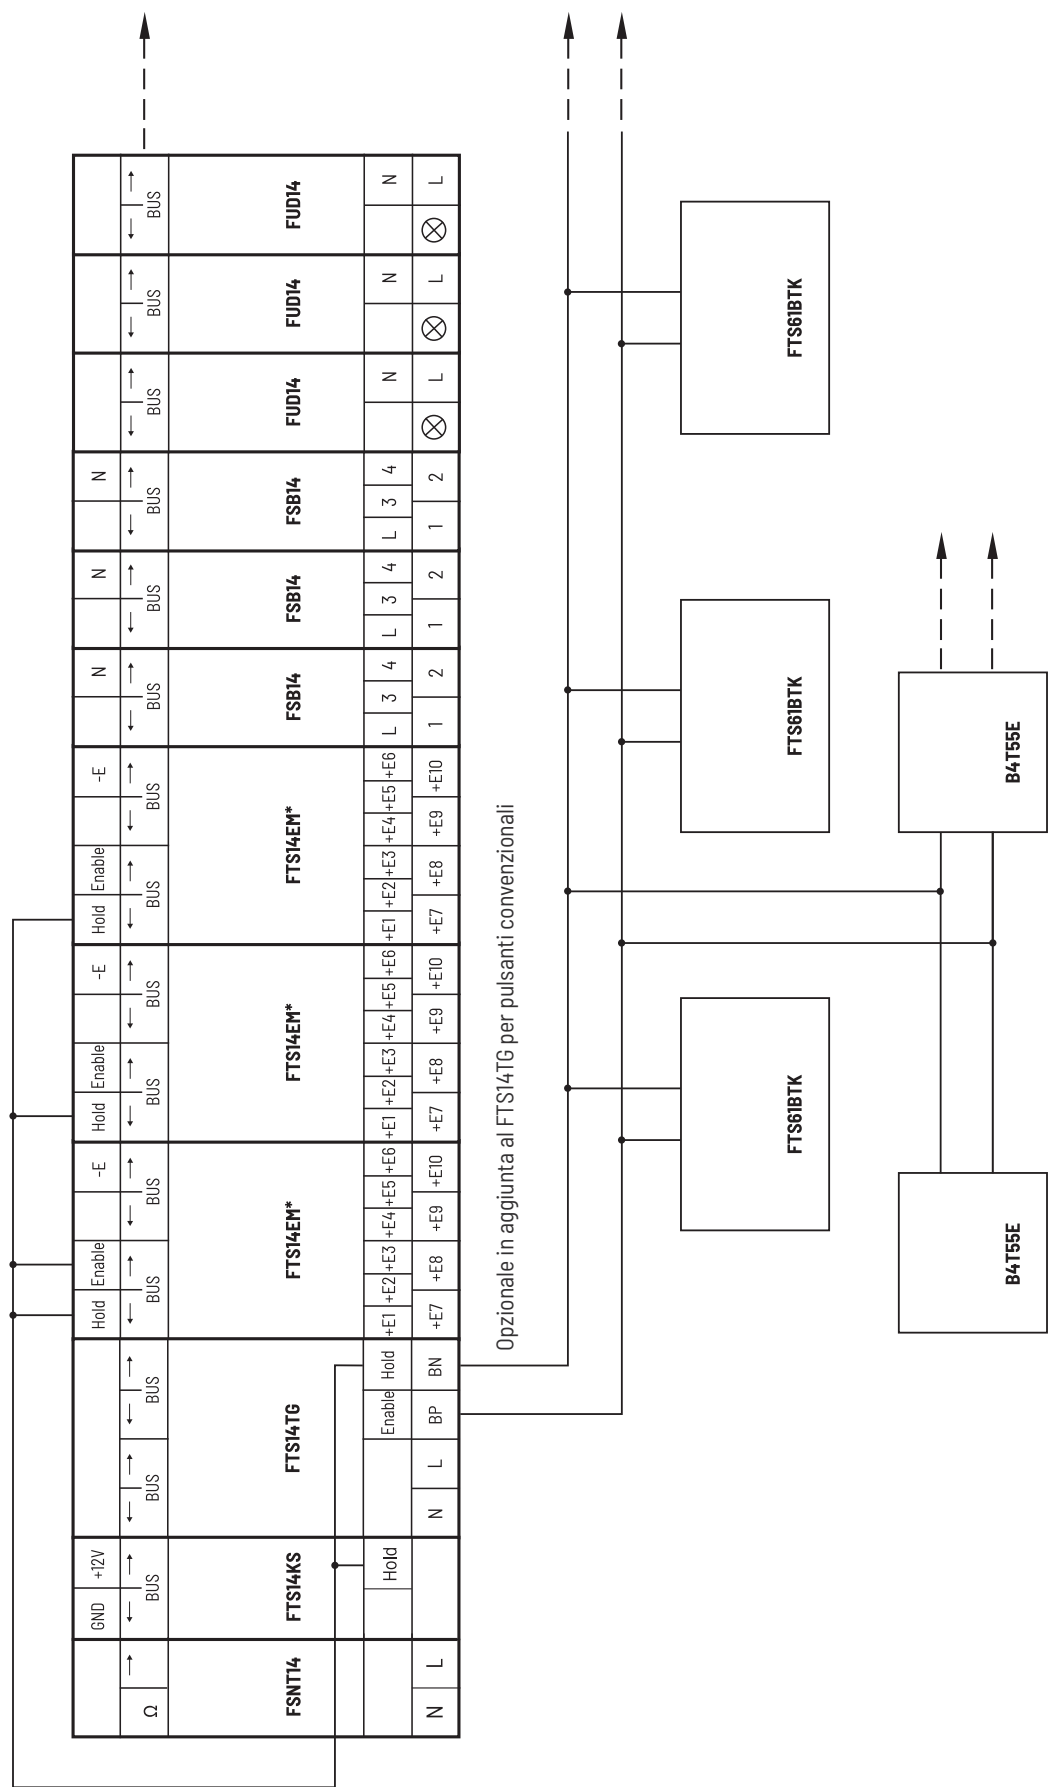 GND +12V Hold Enable -E Hold Enable -E Hold Enable -E N N N
Ω BUS BUS BUS BUS BUS BUS BUS BUS BUS BUS BUS BUS BUS BUS BUS
FSNT14 FTS14KS FTS14TG FTS14EM* FTS14EM* FTS14EM* FSB14 FSB14 FSB14 FUD14 FUD14 FUD14
Hold Enable Hold +E1 +E2 +E3 +E4 +E5 +E6 +E1 +E2 +E3 +E4 +E5 +E6 +E1 +E2 +E3 +E4 +E5 +E6 L 3 4 L 3 4 L 3 4 N N N
N L N L BP BN +E7 +E8 +E9 +E10 +E7 +E8 +E9 +E10 +E7 +E8 +E9 +E10 1 2 1 2 1 2 L L L
Opzionale in aggiunta al FTS14TG per pulsanti convenzionali
FTS61BTK FTS61BTK FTS61BTK
B4T55E B4T55E